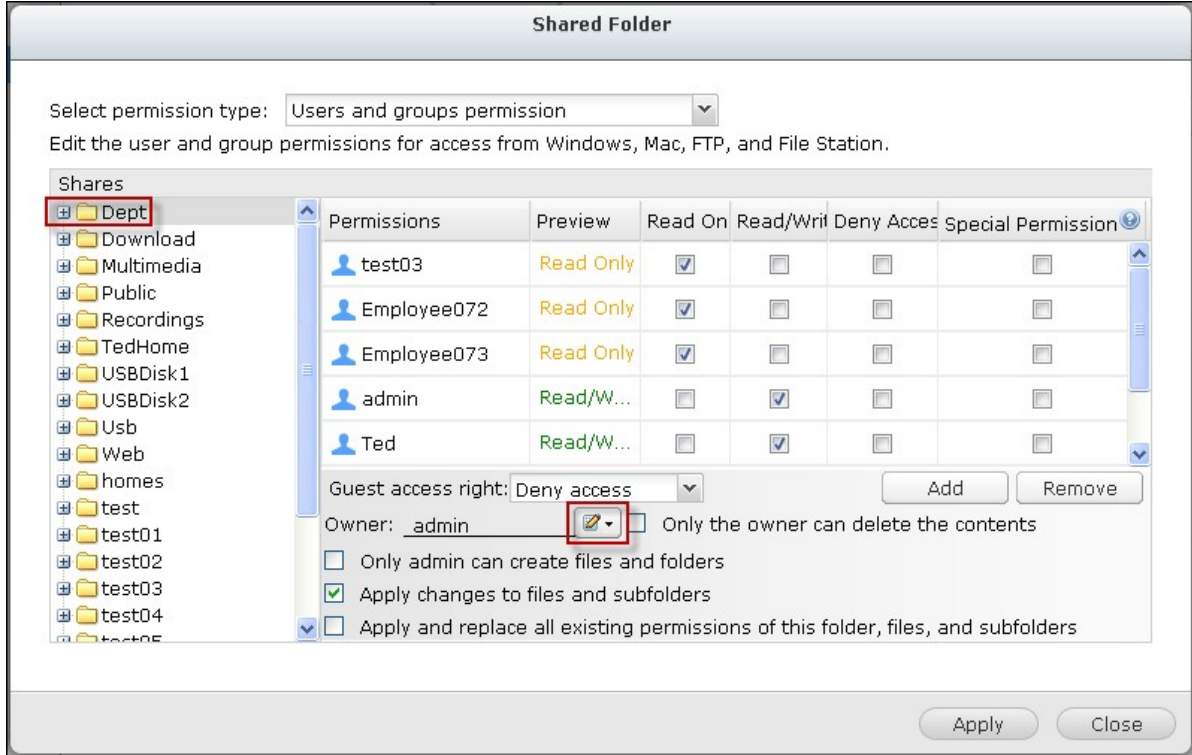 Shared Folder
Select permission type: Users and groups permission
Edit the user and group permissions for access from Windows, Mac, FTP, and File Station.
Shares
Dept
Download
Multimedia
Public
Recordings
TedHome
USBDisk1
USBDisk2
Usb
Web
homes
test
test01
test02
test03
test04
test05
Permissions Preview Read On Read/Writ Deny Acces Special Permission
test03 Read Only
Employee072 Read Only
Employee073 Read Only
admin Read/W...
Ted Read/W...
Guest access right: Deny access Add Remove
Owner: admin Only the owner can delete the contents
Only admin can create files and folders
Apply changes to files and subfolders
Apply and replace all existing permissions of this folder, files, and subfolders
Apply Close